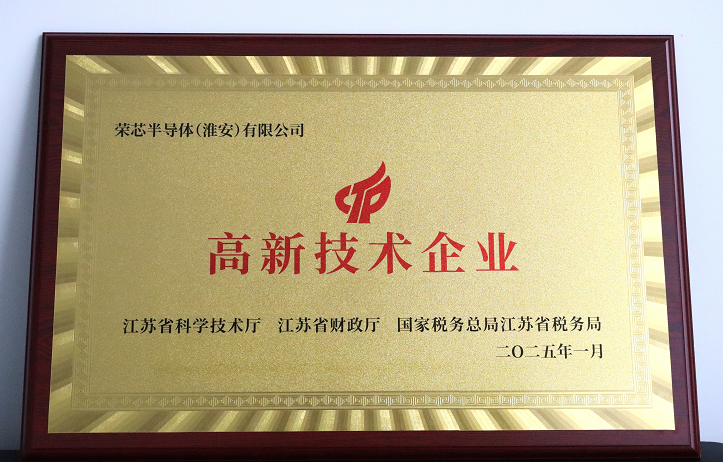 荣芯半导体(淮安)有限公司
高新技术企业
江苏省科学技术厅 江苏省财政厅 国家税务总局江苏省税务局
二〇二五年一月